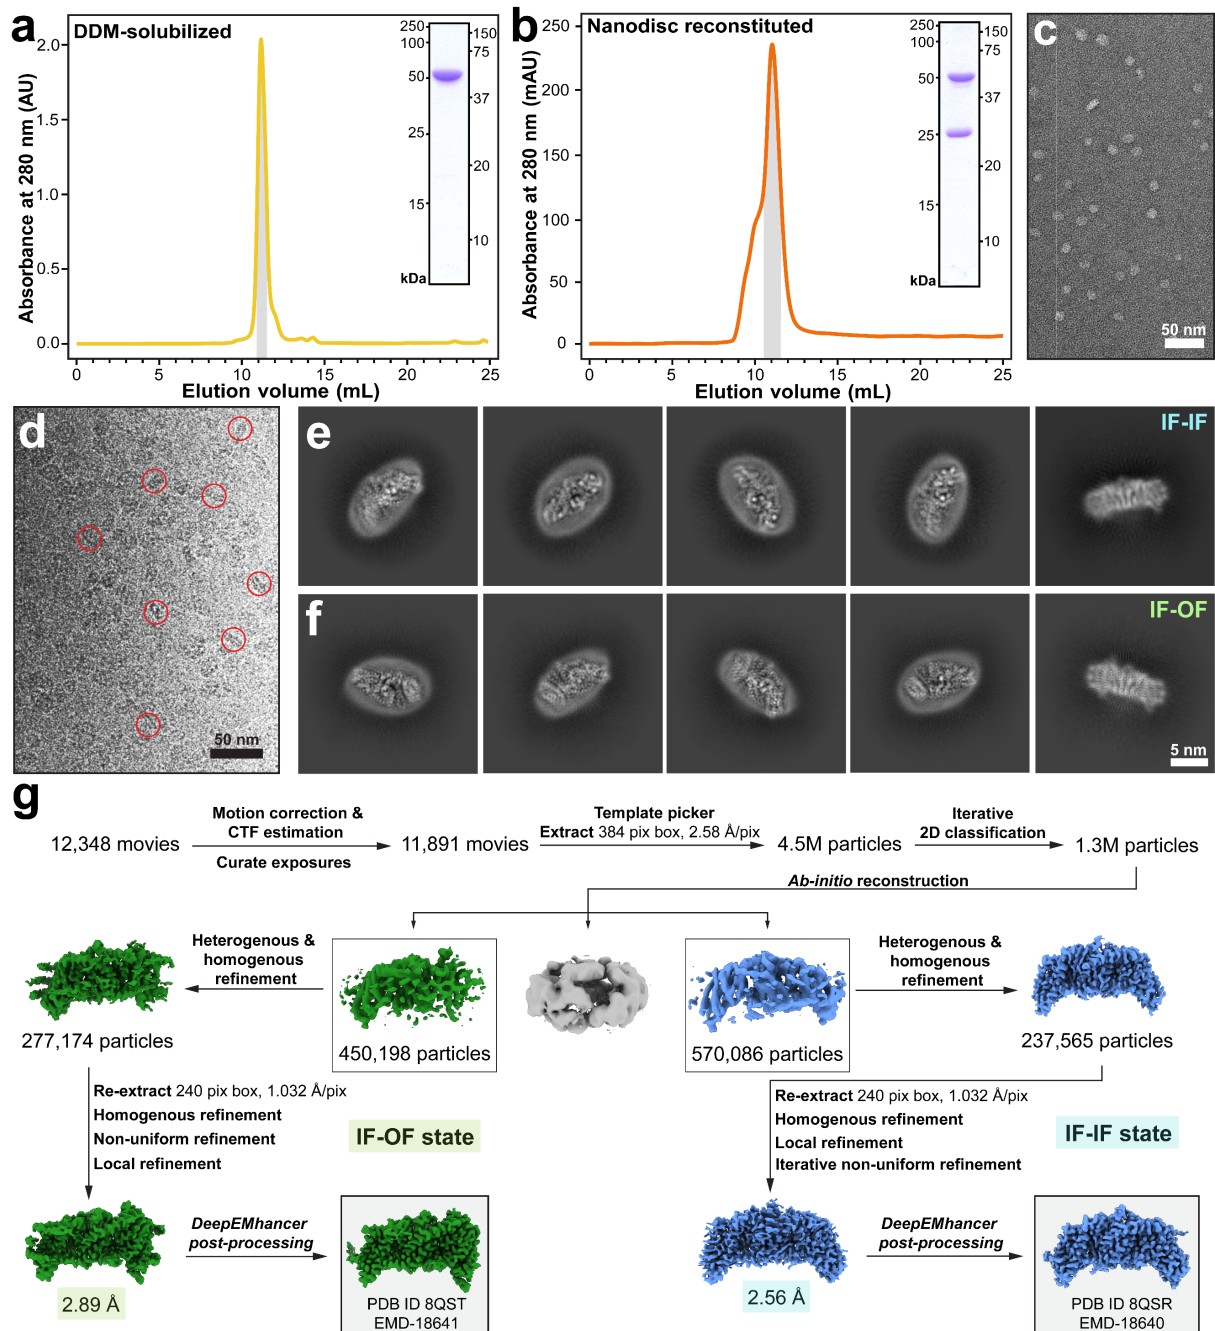 a
DDM-solubilized
Absorbance at 280 nm (AU)
2.0
1.5
1.0
0.5
0.0
0
5
10
15
20
25
Elution volume (mL)
250
100
50
25
15
kDa
150
75
37
20
10
b
Nanodisc reconstituted
Absorbance at 280 nm (mAU)
250
200
150
100
50
0
0
5
10
15
20
25
Elution volume (mL)
250
100
50
25
15
kDa
150
75
37
20
10
c
50 nm
d
50 nm
e
IF-IF
f
IF-OF
5 nm
g
12,348 movies
Motion correction &
CTF estimation
Curate exposures
11,891 movies
Template picker
Extract 384 pix box, 2.58 Å/pix
4.5M particles
Iterative
2D classification
1.3M particles
Ab-initio reconstruction
Heterogenous &
homogenous
refinement
Heterogenous &
homogenous
refinement
277,174 particles
450,198 particles
570,086 particles
237,565 particles
Re-extract 240 pix box, 1.032 Å/pix
Homogenous refinement
Non-uniform refinement
Local refinement
IF-OF state
Re-extract 240 pix box, 1.032 Å/pix
Homogenous refinement
Local refinement
Iterative non-uniform refinement
IF-IF state
DeepEMhancer
post-processing
2.89 Å
PDB ID 8QST
EMD-18641
DeepEMhancer
post-processing
2.56 Å
PDB ID 8QSR
EMD-18640